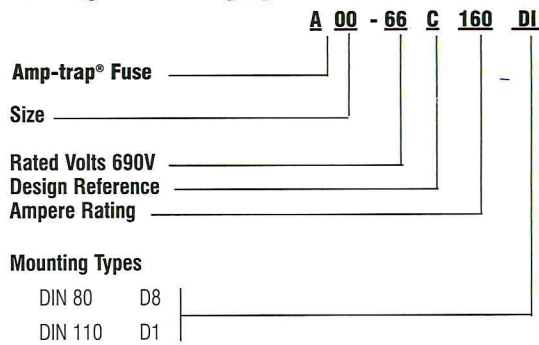 A 00 - 66 C 160 DI
Amp-trap® Fuse
Size
Rated Volts 690V
Design Reference
Ampere Rating
Mounting Types
DIN 80 D8
DIN 110 D1